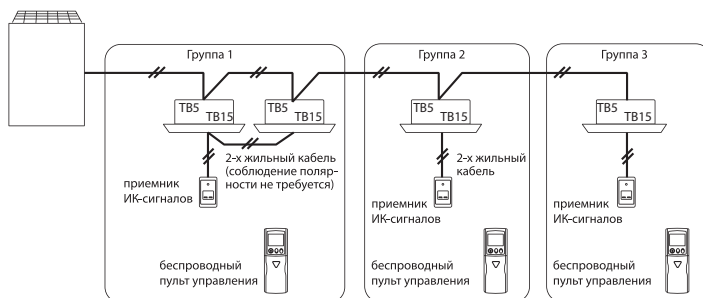 Группа 1
Группа 2
Группа 3
TB5
TB15
TB5
TB15
TB5
TB15
TB5
TB15
2-х жильный кабель
(соблюдение поляр-
ности не требуется)
2-х жильный
кабель
приемник
ИК-сигналов
приемник
ИК-сигналов
приемник
ИК-сигналов
беспроводный
пульт управления
беспроводный
пульт управления
беспроводный
пульт управления